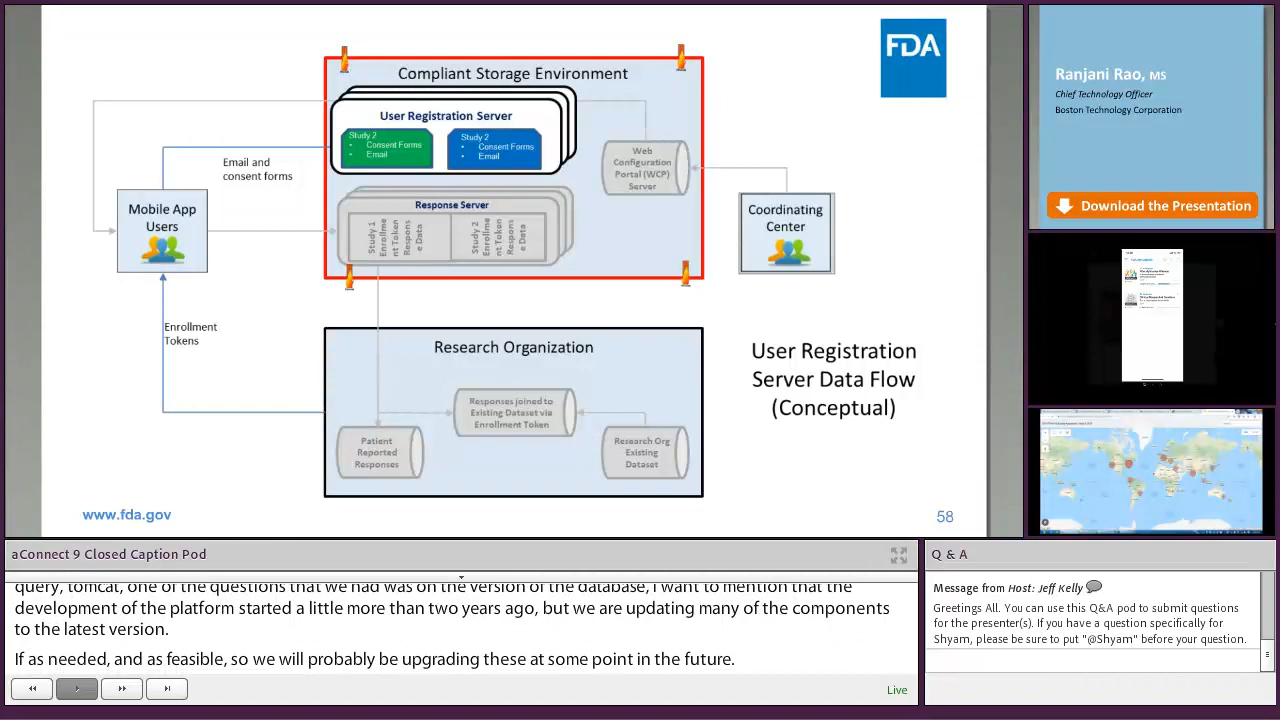 FDA
Compliant Storage Environment
User Registration Server
Study 2
• Consent Forms
• Email
Study 2
• Consent Forms
• Email
Web
Configuration
Portal (WCP)
Server
Email and
consent forms
Mobile App
Users
Response Server
Study 1
Enrollme
nt Token
Respons
e Data
Study 2
Enrollme
nt Token
Respons
e Data
Coordinating
Center
Enrollment
Tokens
Research Organization
Responses joined to
Existing Dataset via
Enrollment Token
Patient
Reported
Responses
Research Org
Existing
Dataset
User Registration
Server Data Flow
(Conceptual)
www.fda.gov
58
Ranjani Rao, MS
Chief Technology Officer
Boston Technology Corporation
Download the Presentation
aConnect 9 Closed Caption Pod
query, tomcat, one of the questions that we had was on the version of the database, I want to mention that the
development of the platform started a little more than two years ago, but we are updating many of the components
to the latest version.
If as needed, and as feasible, so we will probably be upgrading these at some point in the future.
Live
Q & A
Message from Host: Jeff Kelly
Greetings All. You can use this Q&A pod to submit questions
for the presenter(s). If you have a question specifically for
Shyam, please be sure to put "@Shyam" before your question.